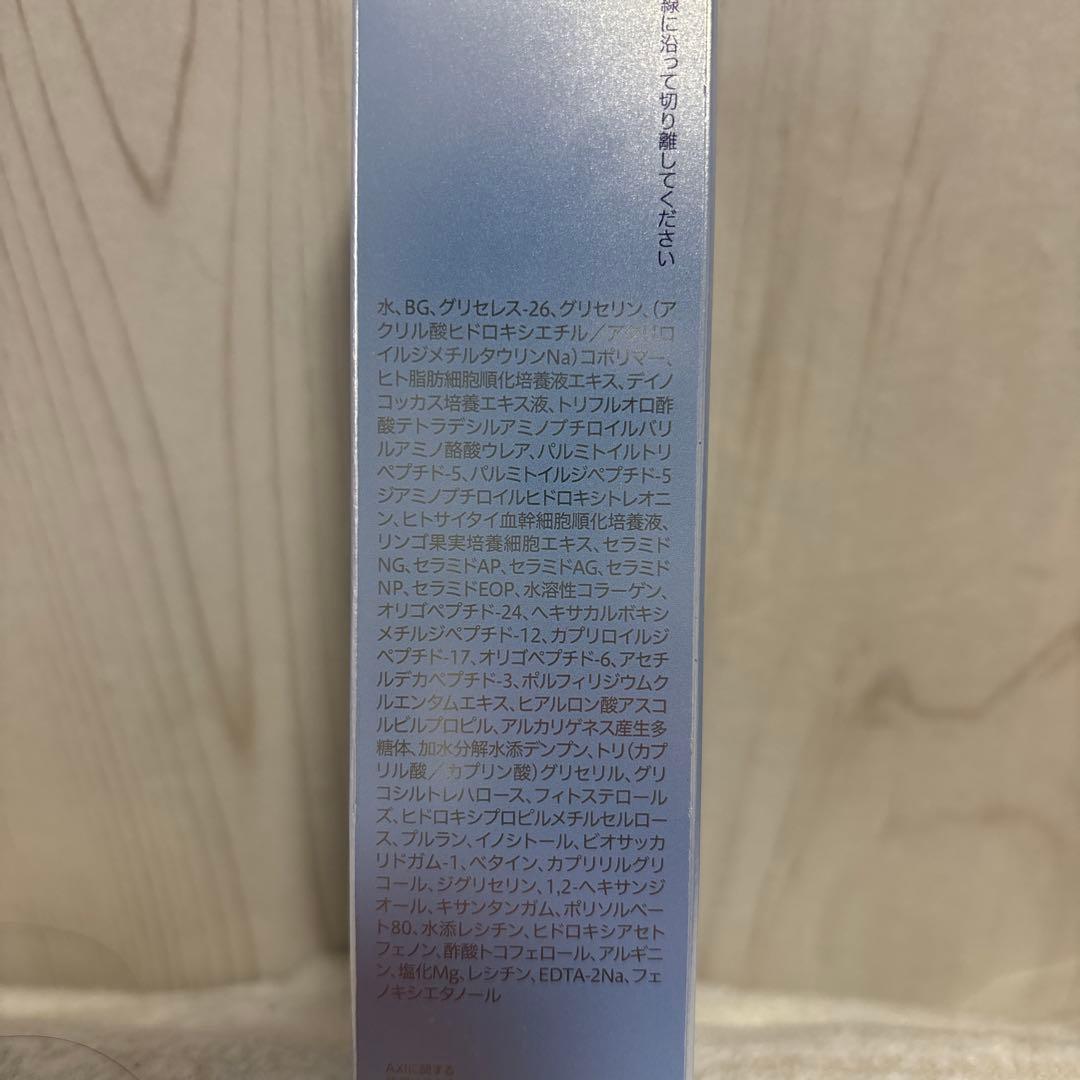 線に沿って切り離してください
水、BG、グリセレス-26、グリセリン、(ア
クリル酸ヒドロキシエチル／アクリロ
イルジメチルタウリンNa)コポリマー、
ヒト脂肪細胞順化培養液エキス、デイノ
コッカス培養エキス液、トリフルオロ酢
酸テトラデシルアミノブチロイルバリ
ルアミノ酪酸ウレア、パルミトイルトリ
ペプチド-5、パルミトイルジペプチド-5
ジアミノブチロイルヒドロキシトレオニ
ン、ヒトサイタイ血幹細胞順化培養液、
リンゴ果実培養細胞エキス、セラミド
NG、セラミドAP、セラミドAG、セラミド
NP、セラミドEOP、水溶性コラーゲン、
オリゴペプチド-24、ヘキサカルボキシ
メチルジペプチド-12、カプリロイルジ
ペプチド-17、オリゴペプチド-6、アセチ
ルデカペプチド-3、ポルフィリジウムク
ルエンタムエキス、ヒアルロン酸アスコ
ルビルプロピル、アルカリゲネス産生多
糖体、加水分解水添デンプン、トリ(カプ
リル酸／カプリン酸)グリセリル、グリ
コシルトレハロース、フィトステロール
ズ、ヒドロキシプロピルメチルセルロー
ス、プルラン、イノシトール、ビオサッカ
リドガム-1、ベタイン、カプリリルグリ
コール、ジグリセリン、1,2-ヘキサンジ
オール、キサンタンガム、ポリソルベー
ト80、水添レシチン、ヒドロキシアセト
フェノン、酢酸トコフェロール、アルギニ
ン、塩化Mg、レシチン、EDTA-2Na、フェ
ノキシエタノール
AXIに関する